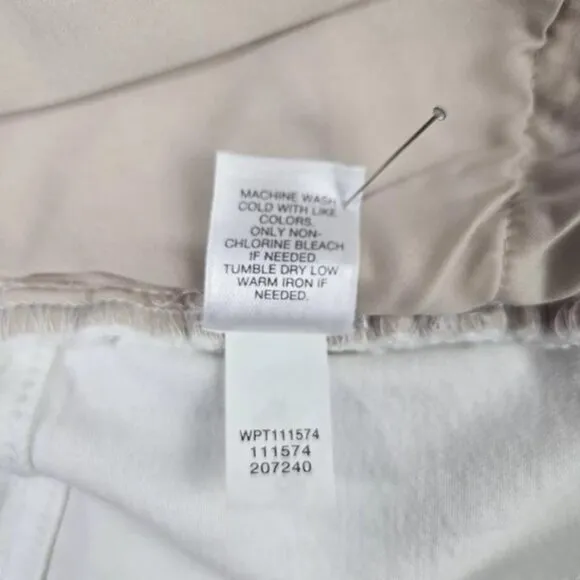 MACHINE WASH
COLD WITH LIKE
COLORS.
ONLY NON-
CHLORINE BLEACH
IF NEEDED.
TUMBLE DRY LOW
WARM IRON IF
NEEDED.
WPT111574
111574
207240